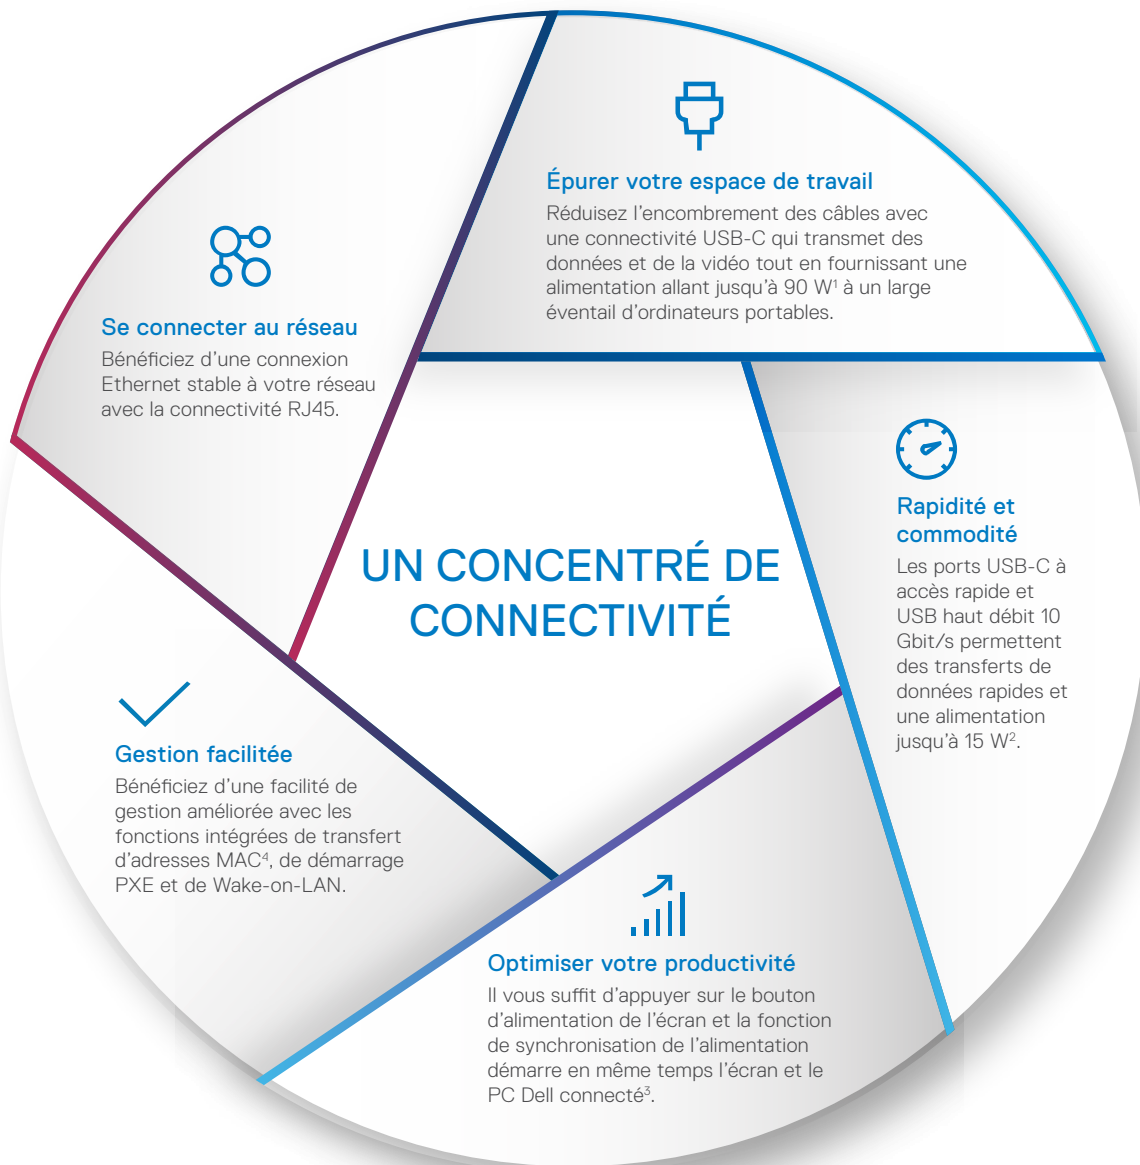 Épurer votre espace de travail
Réduisez l'encombrement des câbles avec
une connectivité USB-C qui transmet des
données et de la vidéo tout en fournissant une
alimentation allant jusqu'à 90 W¹ à un large
éventail d'ordinateurs portables.
Se connecter au réseau
Bénéficiez d'une connexion
Ethernet stable à votre réseau
avec la connectivité RJ45.
Rapidité et
commodité
Les ports USB-C à
accès rapide et
USB haut débit 10
Gbit/s permettent
des transferts de
données rapides et
une alimentation
jusqu'à 15 W².
UN CONCENTRÉ DE
CONNECTIVITÉ
Gestion facilitée
Bénéficiez d'une facilité de
gestion améliorée avec les
fonctions intégrées de transfert
d'adresses MAC⁴, de démarrage
PXE et de Wake-on-LAN.
Optimiser votre productivité
Il vous suffit d'appuyer sur le bouton
d'alimentation de l'écran et la fonction
de synchronisation de l'alimentation
démarre en même temps l'écran et le
PC Dell connecté³.